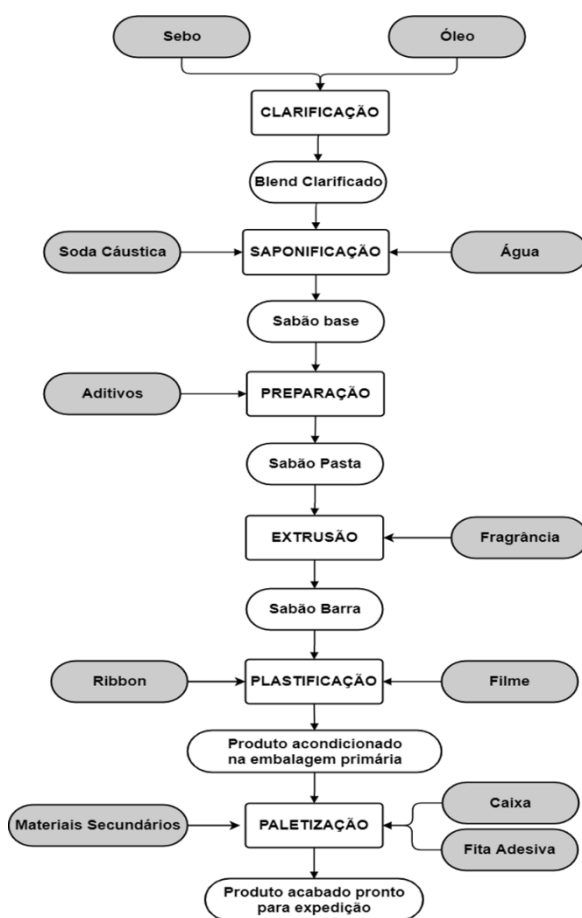 Sebo
Óleo
CLARIFICAÇÃO
Blend Clarificado
Soda Cáustica
SAPONIFICAÇÃO
Água
Sabão base
Aditivos
PREPARAÇÃO
Sabão Pasta
EXTRUSÃO
Fragrância
Sabão Barra
Ribbon
PLASTIFICAÇÃO
Filme
Produto acondicionado
na embalagem primária
Caixa
Materiais Secundários
PALETIZAÇÃO
Fita Adesiva
Produto acabado pronto
para expedição